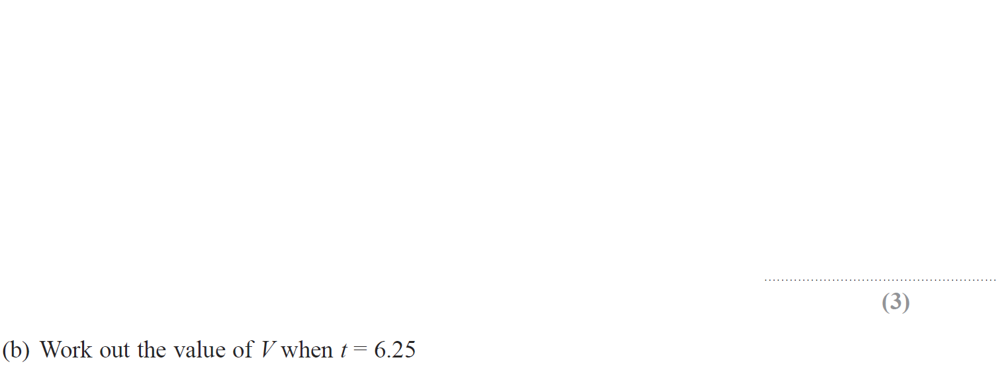 (3)
(b) Work out the value of V when t = 6.25